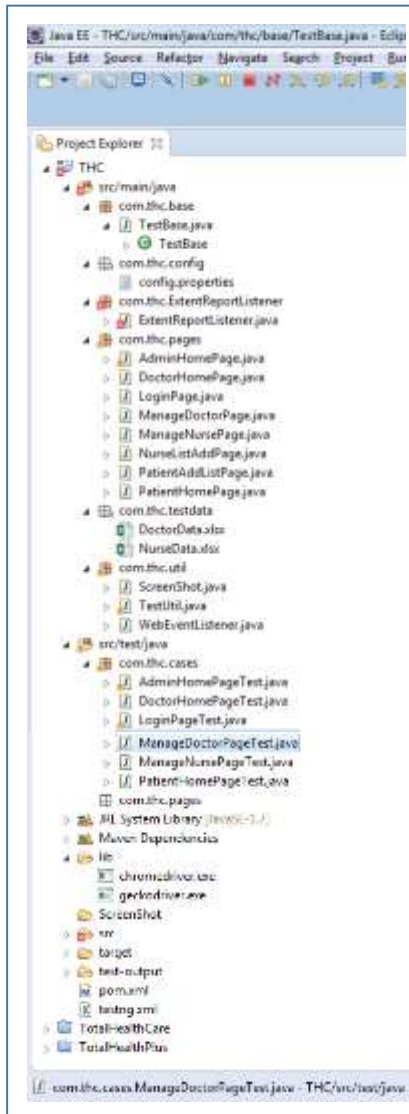 Java EE - THC/src/main/java/com/thc/base/TestBase.java - Eclip
File Edit Source Refactor Navigate Search Project Run
Project Explorer
THC
src/main/java
com.thc.base
TestBase.java
TestBase
com.thc.config
config.properties
com.thc.ExtentReportListener
ExtentReportListener.java
com.thc.pages
AdminHomePage.java
DoctorHomePage.java
LoginPage.java
ManageDoctorPage.java
ManageNursePage.java
NurseListAddPage.java
PatientAddListPage.java
PatientHomePage.java
com.thc.testdata
DoctorData.xlsx
NurseData.xlsx
com.thc.util
ScreenShot.java
TestUtil.java
WebEventListener.java
src/test/java
com.thc.cases
AdminHomePageTest.java
DoctorHomePageTest.java
LoginPageTest.java
ManageDoctorPageTest.java
ManageNursePageTest.java
PatientHomePageTest.java
com.thc.pages
JRE System Library [JavaSE-1.7]
Maven Dependencies
lib
chromedriver.exe
geckodriver.exe
ScreenShot
src
target
test-output
pom.xml
testng.xml
TotalHealthCare
TotalHealthPlus
com.thc.cases.ManageDoctorPageTest.java - THC/src/test/java